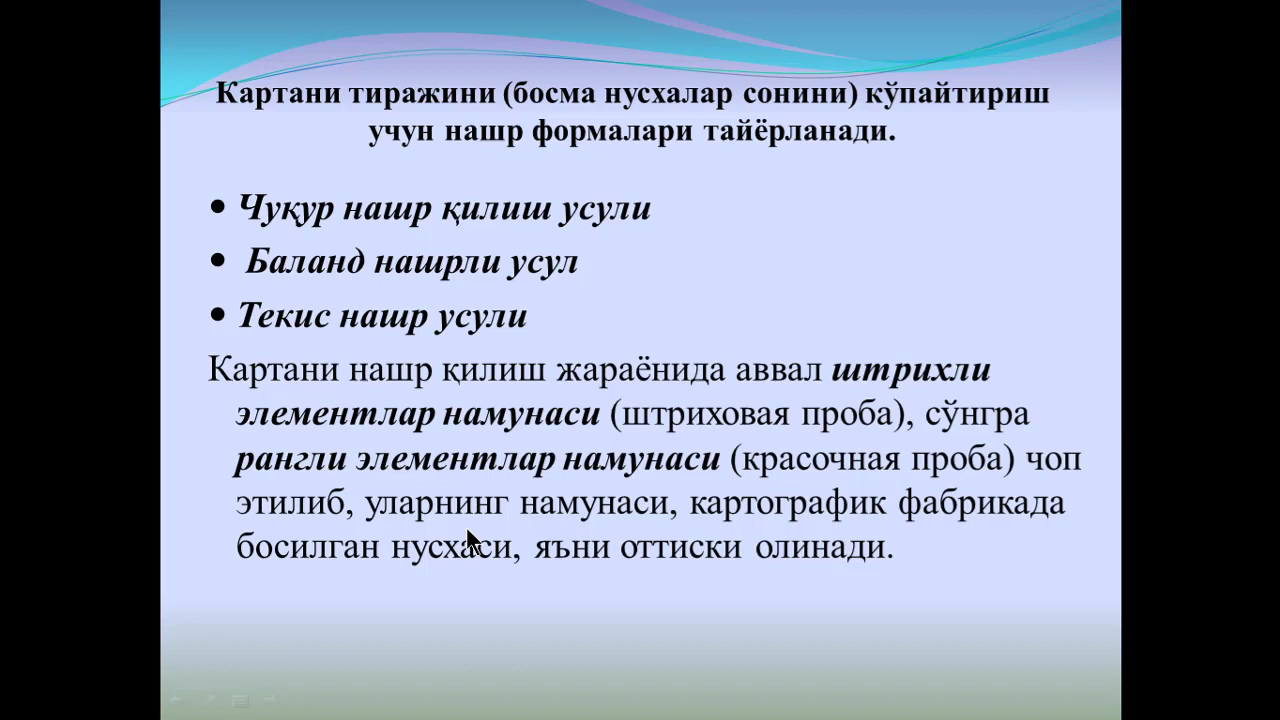 Картани тиражини (босма нусхалар сонини) кўпайтириш
учун нашр формалари тайёрланади.
• Чуқур нашр қилиш усули
• Баланд нашрли усул
• Текис нашр усули
Картани нашр қилиш жараёнида аввал штрихли
элементлар намунаси (штриховая проба), сўнгра
рангли элементлар намунаси (красочная проба) чоп
этилиб, уларнинг намунаси, картографик фабрикада
босилган нусхаси, яъни оттиски олинади.